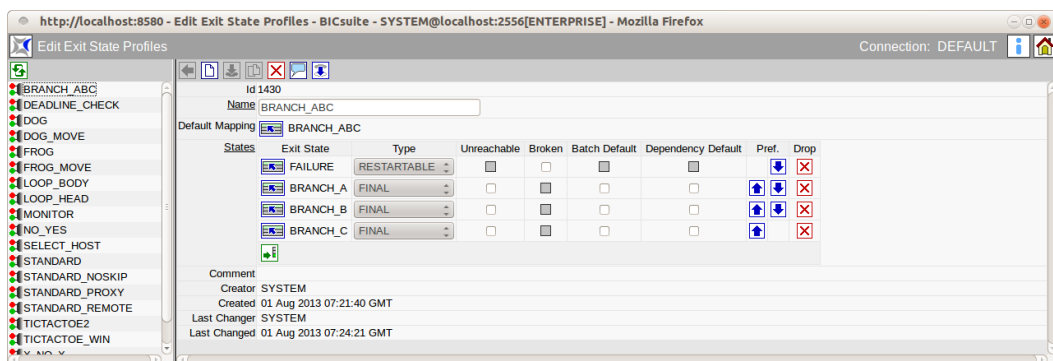 http://localhost:8580 - Edit Exit State Profiles - BICsuite - SYSTEM@localhost:2556[ENTERPRISE] - Mozilla Firefox
Edit Exit State Profiles
Connection: DEFAULT
BRANCH_ABC
DEADLINE_CHECK
DOG
DOG_MOVE
FROG
FROG_MOVE
LOOP_BODY
LOOP_HEAD
MONITOR
NO_YES
SELECT_HOST
STANDARD
STANDARD_NOSKIP
STANDARD_PROXY
STANDARD_REMOTE
TICTACTOE2
TICTACTOE_WIN
Id 1430
Name BRANCH_ABC
Default Mapping BRANCH_ABC
States Exit State Type Unreachable Broken Batch Default Dependency Default Pref. Drop
FAILURE RESTARTABLE
BRANCH_A FINAL
BRANCH_B FINAL
BRANCH_C FINAL
Comment
Creator SYSTEM
Created 01 Aug 2013 07:21:40 GMT
Last Changer SYSTEM
Last Changed 01 Aug 2013 07:24:21 GMT